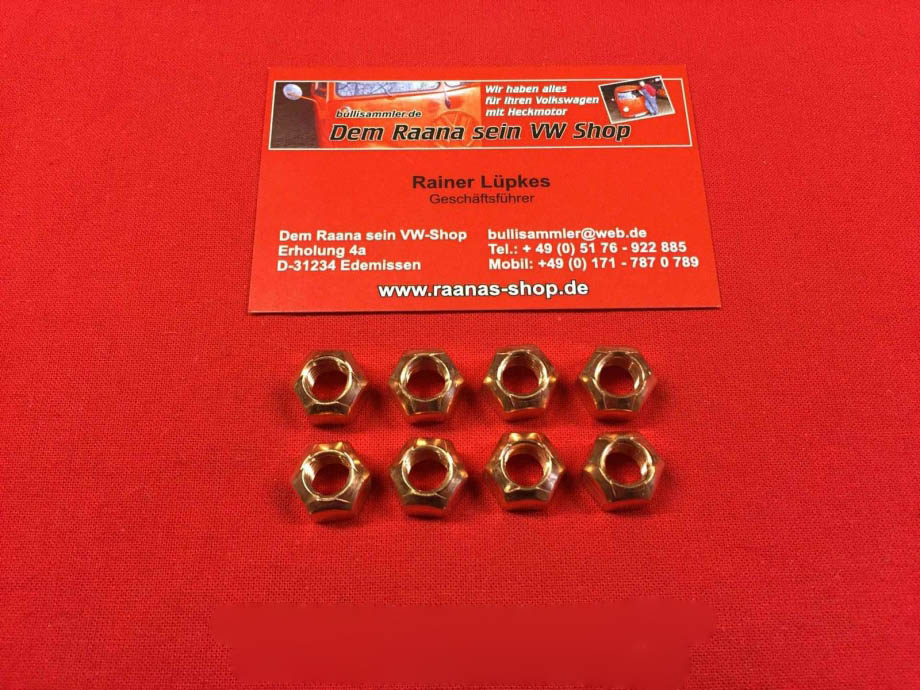 Wir haben alles
für ihren Volkswagen
mit Heckmotor
bullisammler.de
Dem Raana sein VW Shop
Rainer Lüpkes
Geschäftsführer
Dem Raana sein VW-Shop
Erholung 4a
D-31234 Edemissen
bullisammler@web.de
Tel.: + 49 (0) 51 76 - 922 885
Mobil: +49 (0) 171 - 787 0 789
www.raanas-shop.de